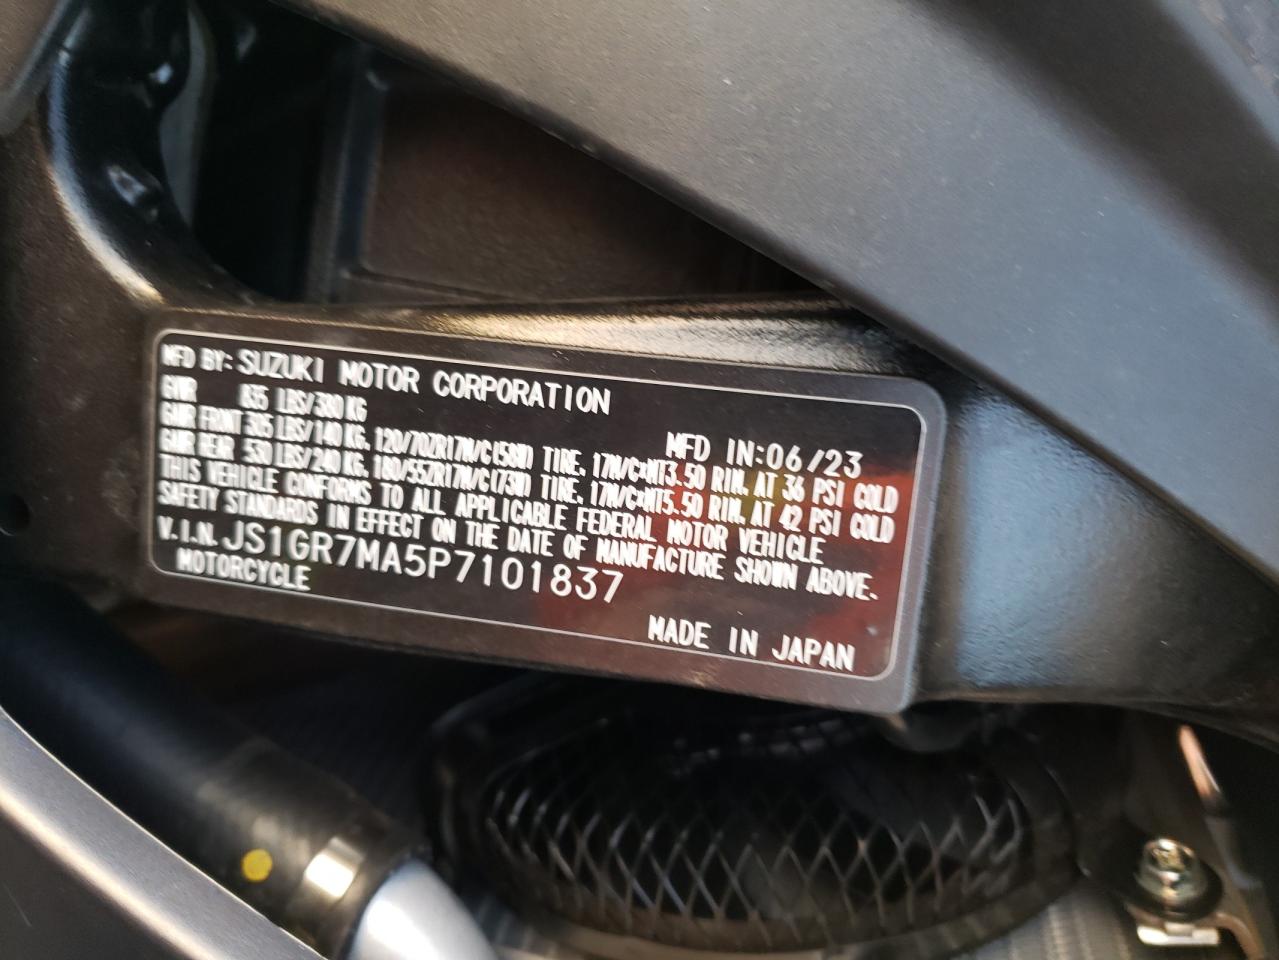 MFD BY: SUZUKI MOTOR CORPORATION
GVWR 835 LBS/380 KG
MFD IN: 06/23
GAWR FRONT 305 LBS/140 KG. 120/70ZR17M/C(58W) TIRE. 17M/C×MT3.50 RIM. AT 36 PSI COLD
GAWR REAR 530 LBS/240 KG. 180/55ZR17M/C(73W) TIRE. 17M/C×MT5.50 RIM. AT 42 PSI COLD
THIS VEHICLE CONFORMS TO ALL APPLICABLE FEDERAL MOTOR VEHICLE
SAFETY STANDARDS IN EFFECT ON THE DATE OF MANUFACTURE SHOWN ABOVE.
V.I.N. JS1GR7MA5P7101837
MOTORCYCLE
MADE IN JAPAN